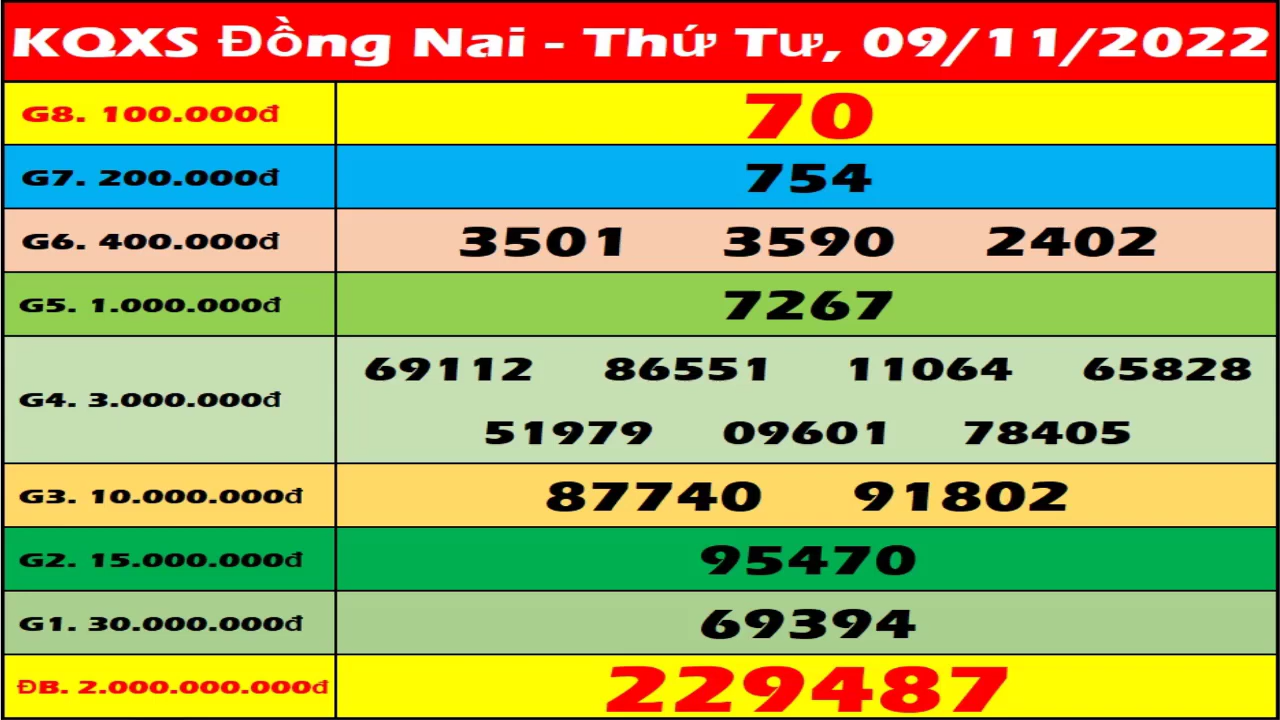 KQXS Đồng Nai - Thứ Tư, 09/11/2022
G8. 100.000đ 70
G7. 200.000đ 754
G6. 400.000đ 3501 3590 2402
G5. 1.000.000đ 7267
G4. 3.000.000đ 69112 86551 11064 65828
51979 09601 78405
G3. 10.000.000đ 87740 91802
G2. 15.000.000đ 95470
G1. 30.000.000đ 69394
ĐB. 2.000.000.000đ 229487